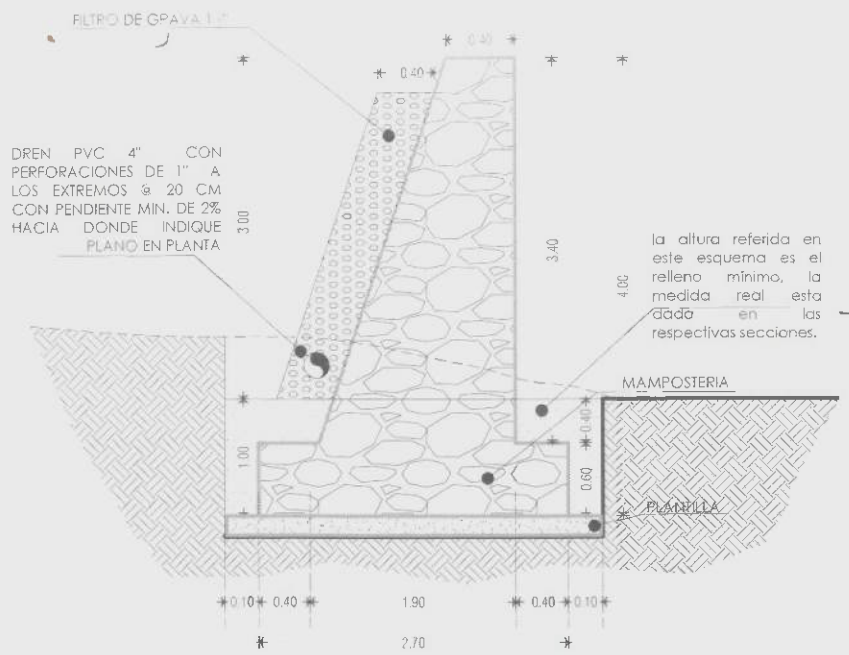 FILTRO DE GRAVA
0.40
0.40
DREN PVC 4" CON
PERFORACIONES DE 1" A
LOS EXTREMOS @ 20 CM
CON PENDIENTE MIN. DE 2%
HACIA DONDE INDIQUE
PLANO EN PLANTA
3.00
3.40
4.00
la altura referida en
este esquema es el
relleno mínimo, la
medida real esta
dada en las
respectivas secciones.
MAMPOSTERIA
1.00
0.40
0.60
PLANTILLA
0.10 0.40 1.90 0.40 0.10
2.70